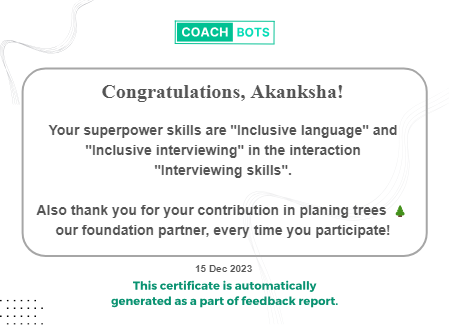 COACH BOTS
Congratulations, Akanksha!
Your superpower skills are "Inclusive language" and
"Inclusive interviewing" in the interaction
"Interviewing skills".
Also thank you for your contribution in planing trees 🌲
our foundation partner, every time you participate!
15 Dec 2023
This certificate is automatically
generated as a part of feedback report.